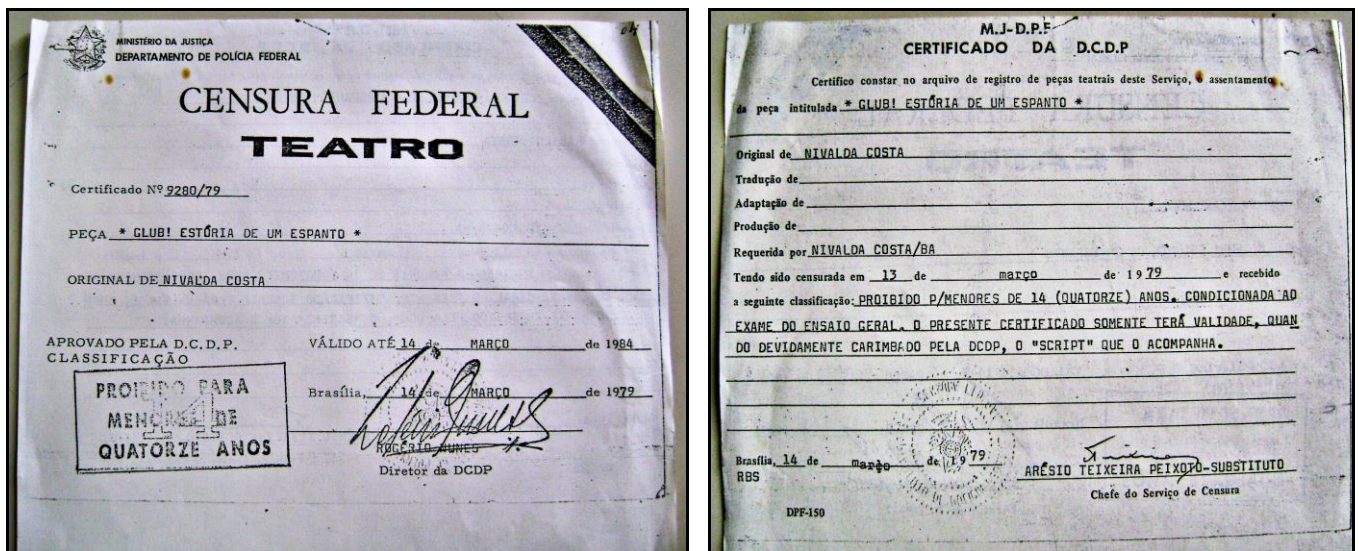 04
MINISTÉRIO DA JUSTIÇA
DEPARTAMENTO DE POLÍCIA FEDERAL
CENSURA FEDERAL
TEATRO
Certificado Nº 9280/79
PEÇA * GLUB! ESTÓRIA DE UM ESPANTO *
ORIGINAL DE NIVALDA COSTA
APROVADO PELA D.C.D.P.
CLASSIFICAÇÃO
PROIBIDO PARA
MENORES DE
14
QUATORZE ANOS
VÁLIDO ATÉ 14 de MARÇO de 1984
Brasília, 14 de MARÇO de 1979
ROGÉRIO NUNES
Diretor da DCDP
M.J-D.P.F
CERTIFICADO DA D.C.D.P
Certifico constar no arquivo de registro de peças teatrais deste Serviço, o assentamento
da peça intitulada * GLUB! ESTÓRIA DE UM ESPANTO *
Original de NIVALDA COSTA
Tradução de
Adaptação de
Produção de
Requerida por NIVALDA COSTA/BA
Tendo sido censurada em 13 de março de 1979 e recebido
a seguinte classificação: PROIBIDO P/MENORES DE 14 (QUATORZE) ANOS. CONDICIONADA AO
EXAME DO ENSAIO GERAL. O PRESENTE CERTIFICADO SOMENTE TERÁ VALIDADE, QUAN
DO DEVIDAMENTE CARIMBADO PELA DCDP, O "SCRIPT" QUE O ACOMPANHA.
Brasília, 14 de março de 1979
RBS
ARÉSIO TEIXEIRA PEIXOTO-SUBSTITUTO
Chefe do Serviço de Censura
DPF-150